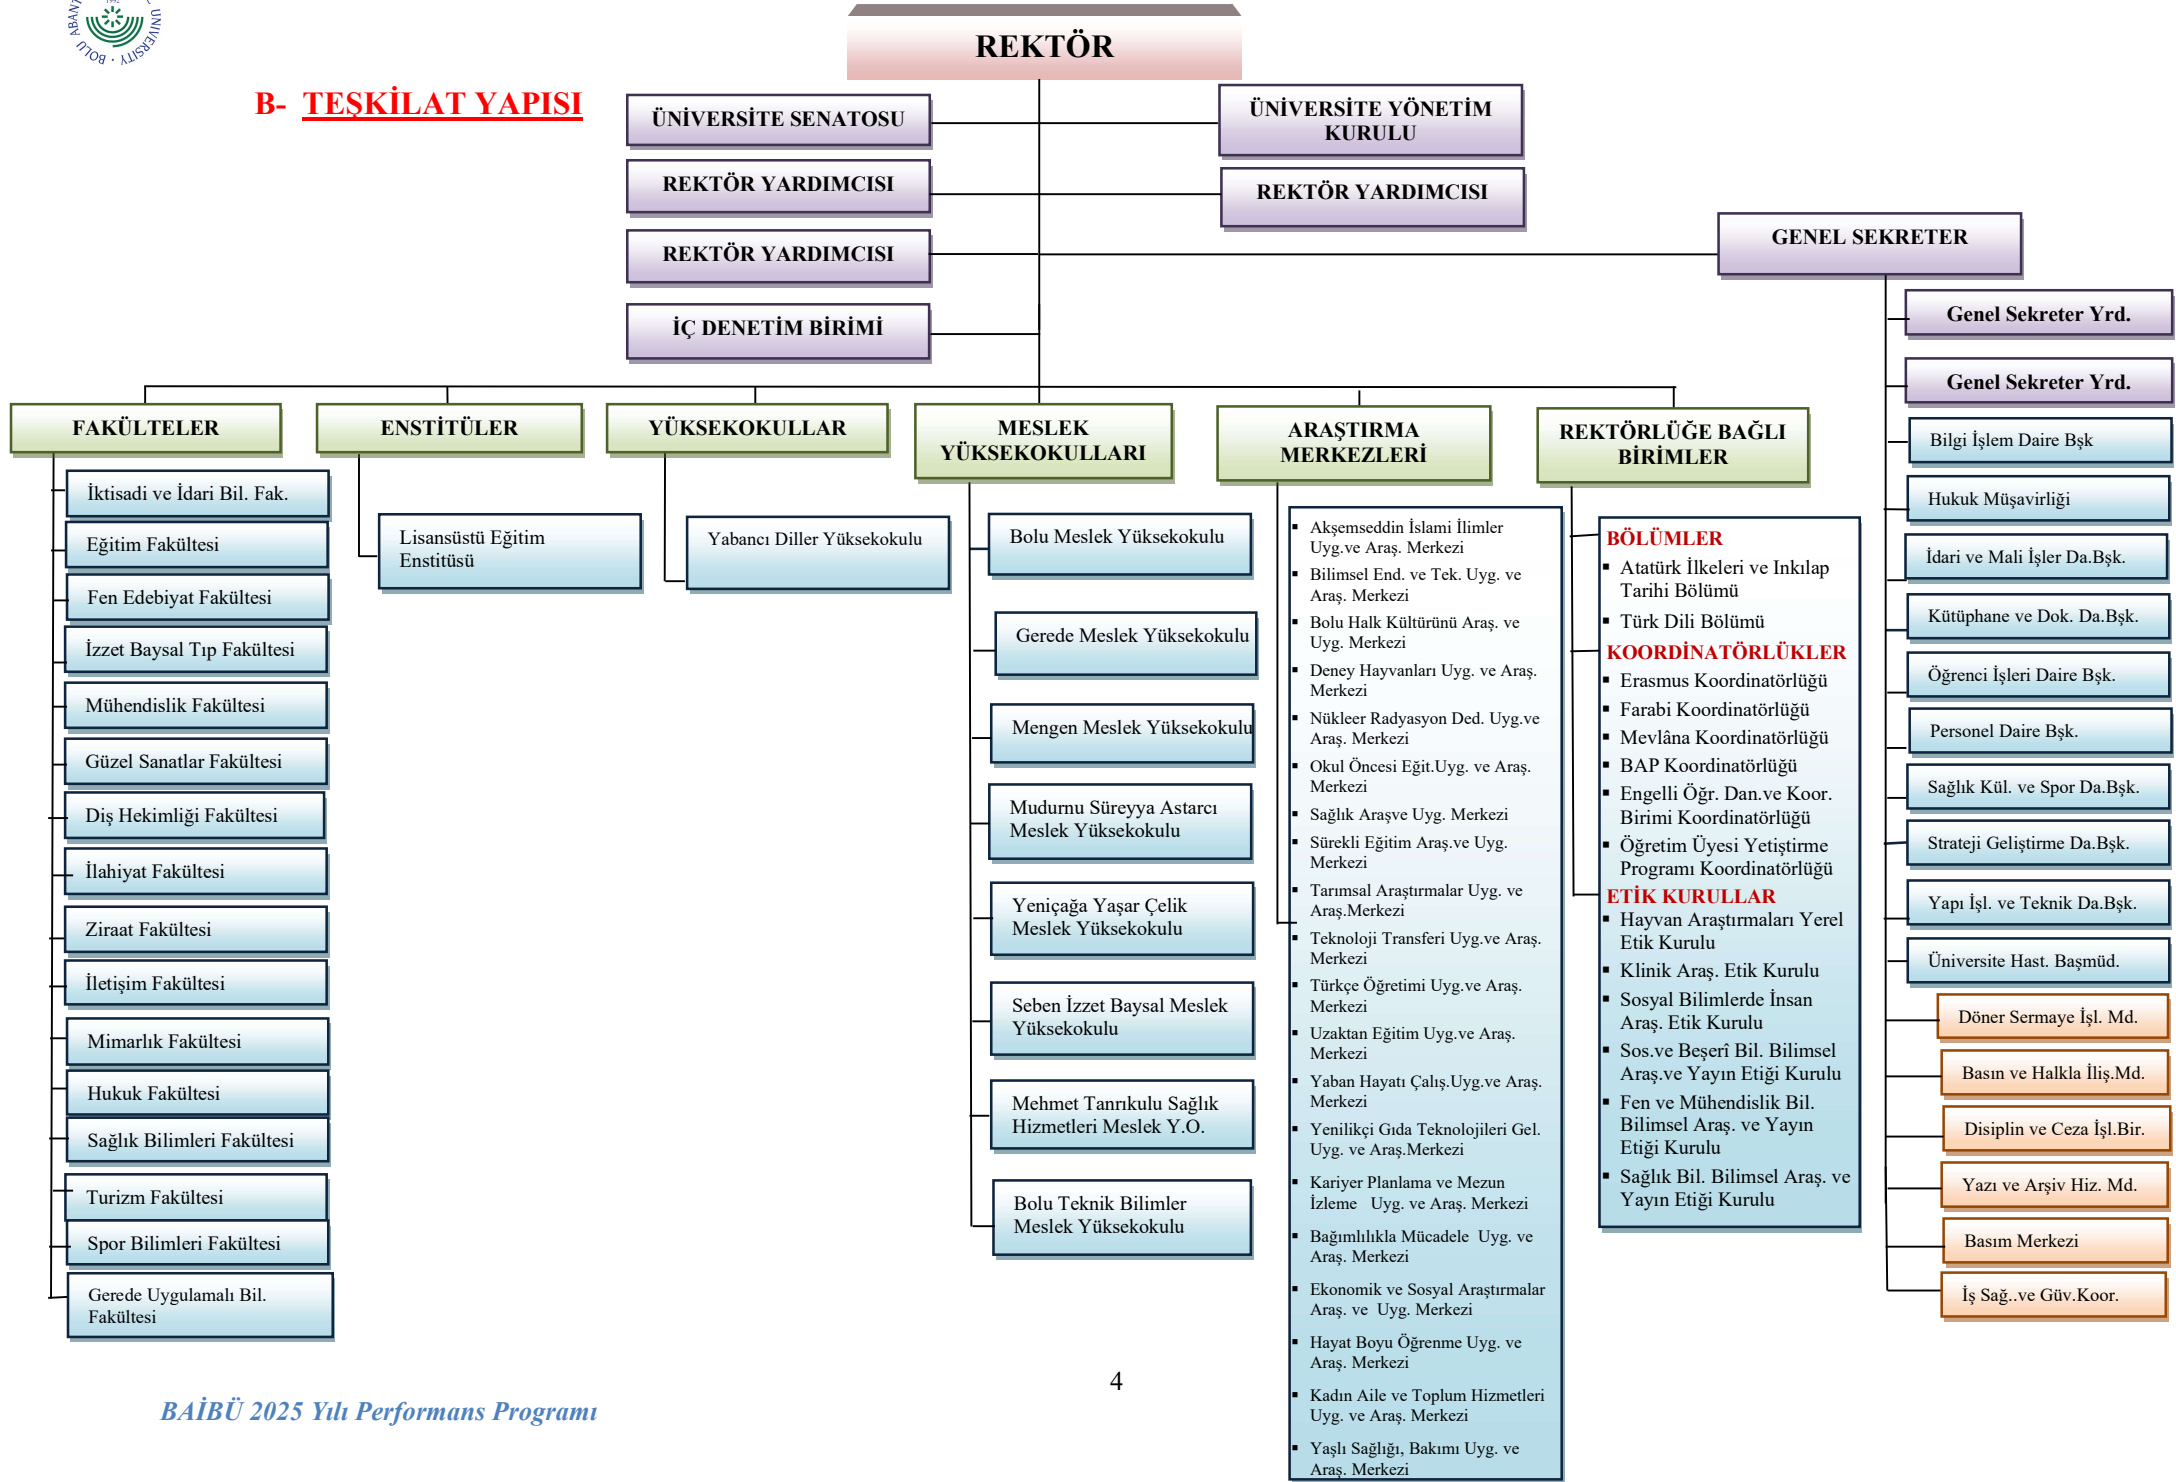 1992
BOLU ABANT
UNIVERSITY
REKTÖR
B- TEŞKİLAT YAPISI
ÜNİVERSİTE SENATOSU
ÜNİVERSİTE YÖNETİM
KURULU
REKTÖR YARDIMCISI
REKTÖR YARDIMCISI
REKTÖR YARDIMCISI
GENEL SEKRETER
İÇ DENETİM BİRİMİ
Genel Sekreter Yrd.
Genel Sekreter Yrd.
Bilgi İşlem Daire Bşk
Hukuk Müşavirliği
İdari ve Mali İşler Da.Bşk.
Kütüphane ve Dok. Da.Bşk.
Öğrenci İşleri Daire Bşk.
Personel Daire Bşk.
Sağlık Kül. ve Spor Da.Bşk.
Strateji Geliştirme Da.Bşk.
Yapı İşl. ve Teknik Da.Bşk.
Üniversite Hast. Başmüd.
Döner Sermaye İşl. Md.
Basın ve Halkla İliş.Md.
Disiplin ve Ceza İşl.Bir.
Yazı ve Arşiv Hiz. Md.
Basım Merkezi
İş Sağ..ve Güv.Koor.
FAKÜLTELER
İktisadi ve İdari Bil. Fak.
Eğitim Fakültesi
Fen Edebiyat Fakültesi
İzzet Baysal Tıp Fakültesi
Mühendislik Fakültesi
Güzel Sanatlar Fakültesi
Diş Hekimliği Fakültesi
İlahiyat Fakültesi
Ziraat Fakültesi
İletişim Fakültesi
Mimarlık Fakültesi
Hukuk Fakültesi
Sağlık Bilimleri Fakültesi
Turizm Fakültesi
Spor Bilimleri Fakültesi
Gerede Uygulamalı Bil.
Fakültesi
ENSTİTÜLER
Lisansüstü Eğitim
Enstitüsü
YÜKSEKOKULLAR
Yabancı Diller Yüksekokulu
MESLEK
YÜKSEKOKULLARI
Bolu Meslek Yüksekokulu
Gerede Meslek Yüksekokulu
Mengen Meslek Yüksekokulu
Mudurnu Süreyya Astarcı
Meslek Yüksekokulu
Yeniçağa Yaşar Çelik
Meslek Yüksekokulu
Seben İzzet Baysal Meslek
Yüksekokulu
Mehmet Tanrıkulu Sağlık
Hizmetleri Meslek Y.O.
Bolu Teknik Bilimler
Meslek Yüksekokulu
ARAŞTIRMA
MERKEZLERİ
▪ Akşemseddin İslami İlimler
Uyg.ve Araş. Merkezi
▪ Bilimsel End. ve Tek. Uyg. ve
Araş. Merkezi
▪ Bolu Halk Kültürünü Araş. ve
Uyg. Merkezi
▪ Deney Hayvanları Uyg. ve Araş.
Merkezi
▪ Nükleer Radyasyon Ded. Uyg.ve
Araş. Merkezi
▪ Okul Öncesi Eğit.Uyg. ve Araş.
Merkezi
▪ Sağlık Araşve Uyg. Merkezi
▪ Sürekli Eğitim Araş.ve Uyg.
Merkezi
▪ Tarımsal Araştırmalar Uyg. ve
Araş.Merkezi
▪ Teknoloji Transferi Uyg.ve Araş.
Merkezi
▪ Türkçe Öğretimi Uyg.ve Araş.
Merkezi
▪ Uzaktan Eğitim Uyg.ve Araş.
Merkezi
▪ Yaban Hayatı Çalış.Uyg.ve Araş.
Merkezi
▪ Yenilikçi Gıda Teknolojileri Gel.
Uyg. ve Araş.Merkezi
▪ Kariyer Planlama ve Mezun
İzleme Uyg. ve Araş. Merkezi
▪ Bağımlılıkla Mücadele Uyg. ve
Araş. Merkezi
▪ Ekonomik ve Sosyal Araştırmalar
Araş. ve Uyg. Merkezi
▪ Hayat Boyu Öğrenme Uyg. ve
Araş. Merkezi
▪ Kadın Aile ve Toplum Hizmetleri
Uyg. ve Araş. Merkezi
▪ Yaşlı Sağlığı, Bakımı Uyg. ve
Araş. Merkezi
REKTÖRLÜĞE BAĞLI
BİRİMLER
BÖLÜMLER
▪ Atatürk İlkeleri ve Inkılap
Tarihi Bölümü
▪ Türk Dili Bölümü
KOORDİNATÖRLÜKLER
▪ Erasmus Koordinatörlüğü
▪ Farabi Koordinatörlüğü
▪ Mevlâna Koordinatörlüğü
▪ BAP Koordinatörlüğü
▪ Engelli Öğr. Dan.ve Koor.
Birimi Koordinatörlüğü
▪ Öğretim Üyesi Yetiştirme
Programı Koordinatörlüğü
ETİK KURULLAR
▪ Hayvan Araştırmaları Yerel
Etik Kurulu
▪ Klinik Araş. Etik Kurulu
▪ Sosyal Bilimlerde İnsan
Araş. Etik Kurulu
▪ Sos.ve Beşerî Bil. Bilimsel
Araş.ve Yayın Etiği Kurulu
▪ Fen ve Mühendislik Bil.
Bilimsel Araş. ve Yayın
Etiği Kurulu
▪ Sağlık Bil. Bilimsel Araş. ve
Yayın Etiği Kurulu
4
BAİBÜ 2025 Yılı Performans Programı